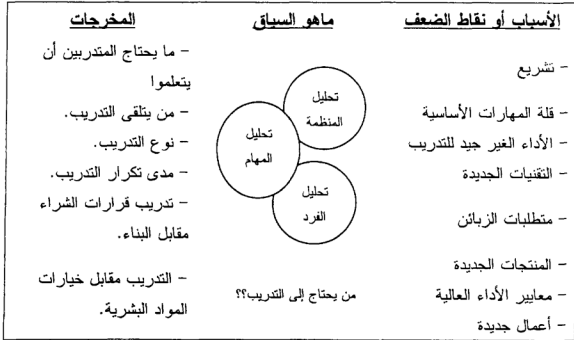 الأسباب أو نقاط الضعف
- تشريع
- قلة المهارات الأساسية
- الأداء الغير جيد للتدريب
- التقنيات الجديدة
- متطلبات الزبائن
- المنتجات الجديدة
- معايير الأداء العالية
- أعمال جديدة
ماهو السياق
تحليل
المنظمة
تحليل
المهام
تحليل
الفرد
من يحتاج إلى التدريب؟؟
المخرجات
- ما يحتاج المتدربين أن
يتعلموا
- من يتلقى التدريب.
- نوع التدريب.
- مدى تكرار التدريب.
- تدريب قرارات الشراء
مقابل البناء.
- التدريب مقابل خيارات
المواد البشرية.